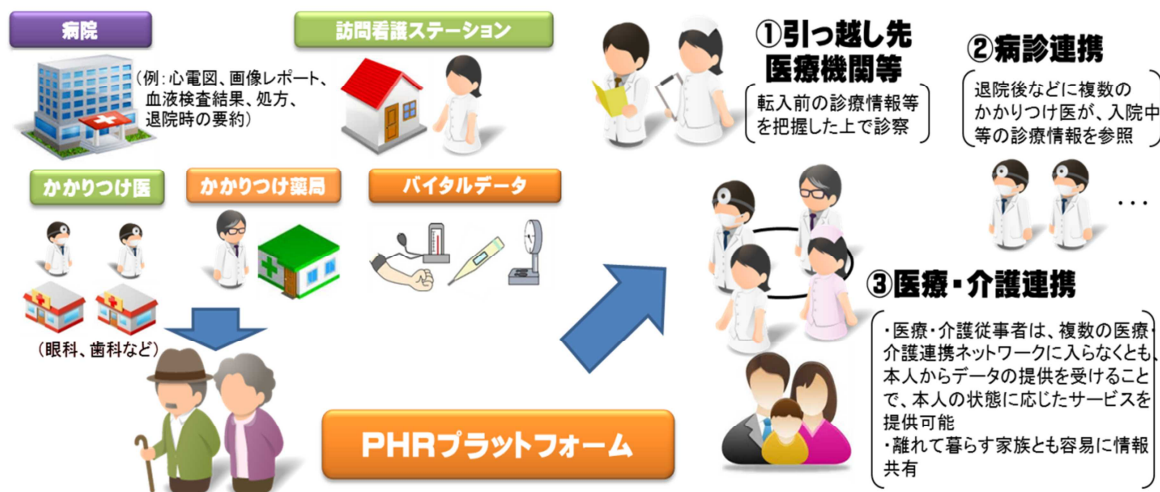 病院
(例:心電図、画像レポート、
血液検査結果、処方、
退院時の要約)
訪問看護ステーション
かかりつけ医
かかりつけ薬局
バイタルデータ
(眼科、歯科など)
PHRプラットフォーム
①引っ越し先
医療機関等
転入前の診療情報等
を把握した上で診察
②病診連携
退院後などに複数の
かかりつけ医が、入院中
等の診療情報を参照
・・・
③医療・介護連携
・医療・介護従事者は、複数の医療・
介護連携ネットワークに入らなくとも、
本人からデータの提供を受けること
で、本人の状態に応じたサービスを
提供可能
・離れて暮らす家族とも容易に情報
共有